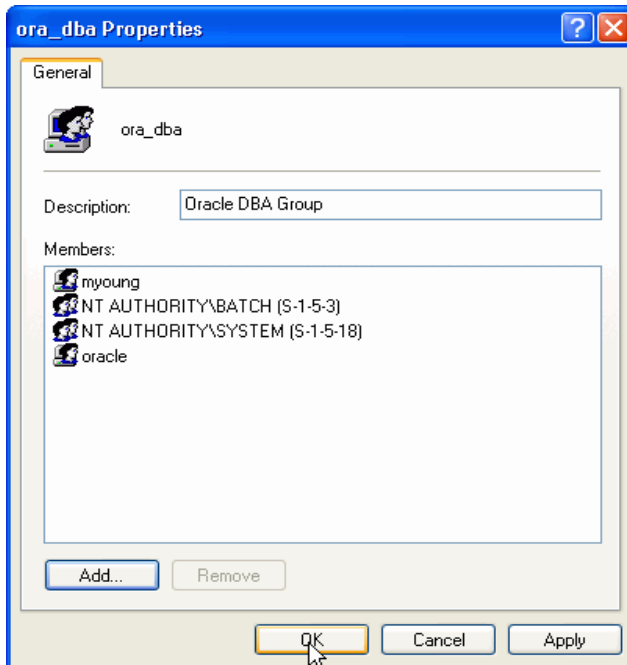 ora_dba Properties
General
ora_dba
Description: Oracle DBA Group
Members:
myoung
NT AUTHORITY\BATCH (S-1-5-3)
NT AUTHORITY\SYSTEM (S-1-5-18)
oracle
Add... Remove
OK Cancel Apply